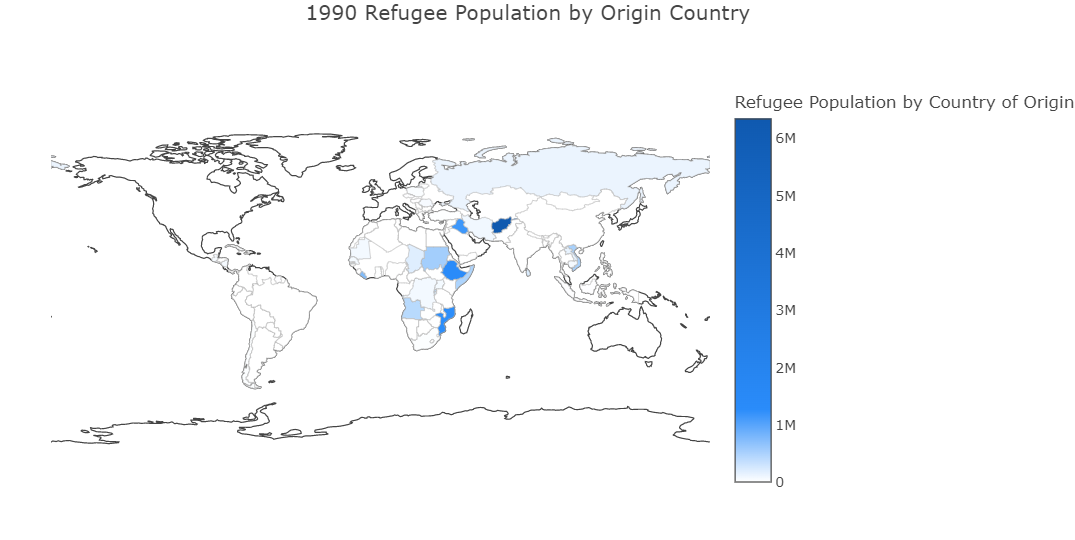 1990 Refugee Population by Origin Country
Refugee Population by Country of Origin
6M
5M
4M
3M
2M
1M
0